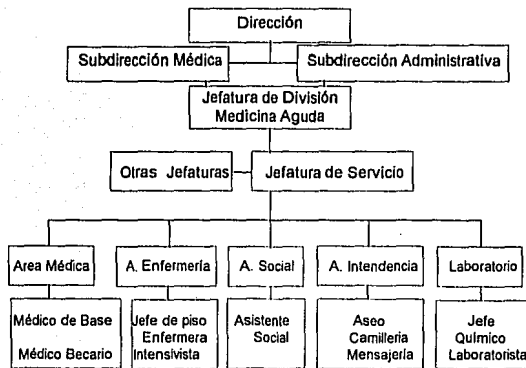 Dirección
Subdirección Médica
Subdirección Administrativa
Jefatura de División
Medicina Aguda
Otras Jefaturas
Jefatura de Servicio
Area Médica
A. Enfermería
A. Social
A. Intendencia
Laboratorio
Médico de Base
Médico Becario
Jefe de piso
Enfermera
Intensivista
Asistente
Social
Aseo
Camilleria
Mensajería
Jefe
Químico
Laboratorista